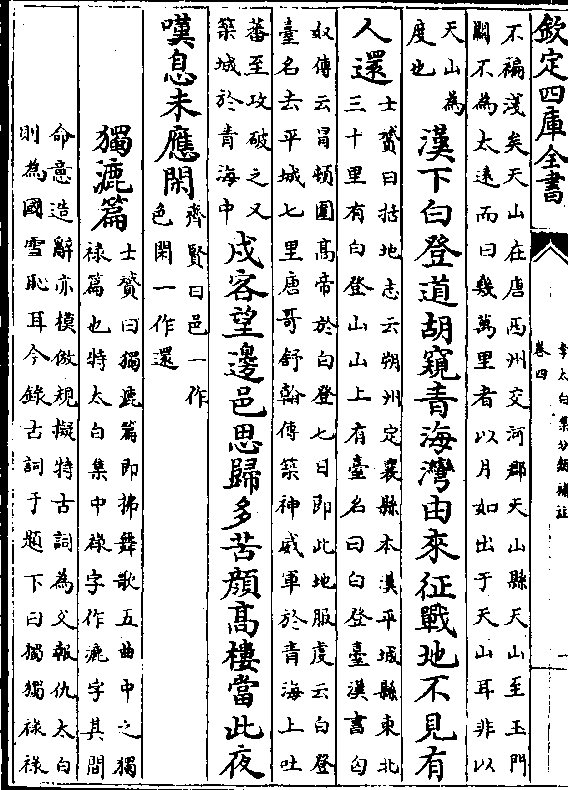 欽定四庫全書
李太白集分類補註
卷四
一
不褊淺矣天山在唐西州交河郡天山縣天山至玉門
關不為太遠而曰幾萬里者以月如出于天山耳非以
天山為
度也
漢下白登道胡窺青海灣由來征戰地不見有
人還
士贇曰括地志云朔州定襄縣本漢平城縣東北
三十里有白登山山上有臺名曰白登臺漢書匈
奴傳云冒頓圍高帝於白登七日即此地服虔云白登
臺名去平城七里唐哥舒翰傳築神威軍於青海上吐
蕃至攻破之又
築城於青海中
戍客望邊邑思歸多苦顔髙樓當此夜
嘆息未應閑
齊賢曰邑一作
色閑一作還
獨漉篇
士贇曰獨漉篇即拂舞歌五曲中之獨
祿篇也特太白集中祿字作漉字其間
命意造辭亦模倣規擬特古詞為父報仇太白
則為國雪恥耳今錄古詞于題下曰獨獨祿祿